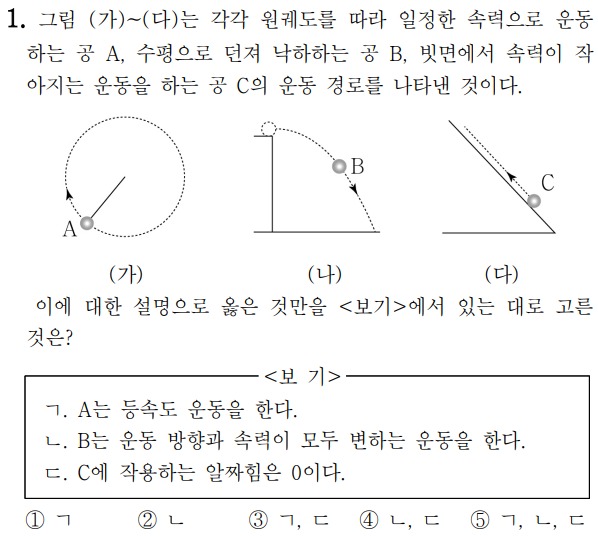 1. 그림 (가)~(다)는 각각 원궤도를 따라 일정한 속력으로 운동
하는 공 A, 수평으로 던져 낙하하는 공 B, 빗면에서 속력이 작
아지는 운동을 하는 공 C의 운동 경로를 나타낸 것이다.
A
B
C
(가)
(나)
(다)
이에 대한 설명으로 옳은 것만을 <보기>에서 있는 대로 고른
것은?
<보 기>
ㄱ. A는 등속도 운동을 한다.
ㄴ. B는 운동 방향과 속력이 모두 변하는 운동을 한다.
ㄷ. C에 작용하는 알짜힘은 0이다.
① ㄱ ② ㄴ ③ ㄱ, ㄷ ④ ㄴ, ㄷ ⑤ ㄱ, ㄴ, ㄷ